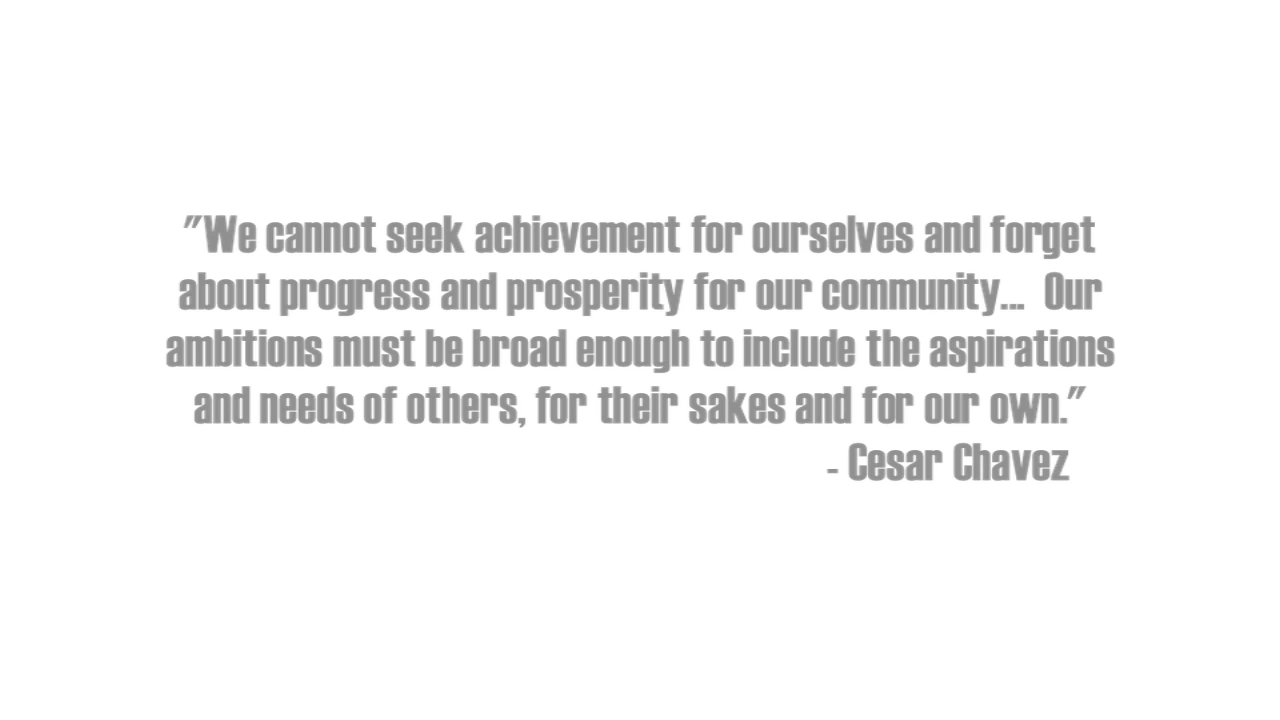 "We cannot seek achievement for ourselves and forget
about progress and prosperity for our community...  Our
ambitions must be broad enough to include the aspirations
and needs of others, for their sakes and for our own."
- Cesar Chavez